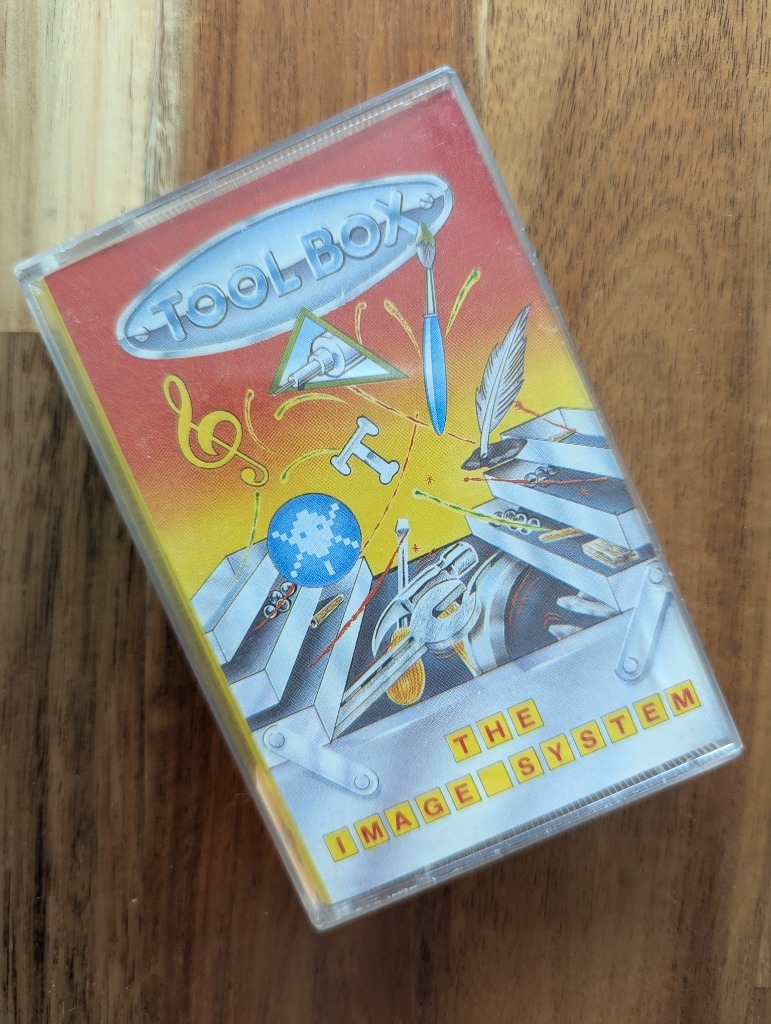 TOOL BOX
T
THE
IMAGE SYSTEM